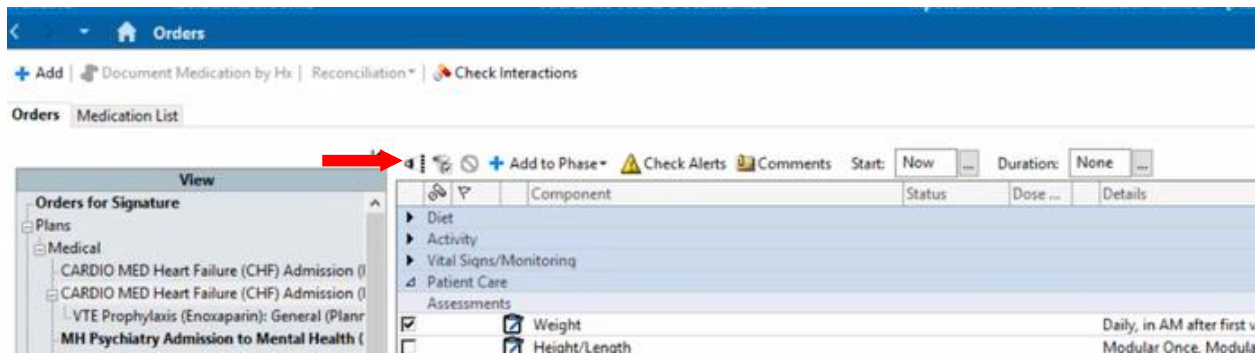 Orders
Add | Document Medication by Hx | Reconciliation | Check Interactions
Orders Medication List
Add to Phase Check Alerts Comments Start: Now ... Duration: None ...
View
Component Status Dose ... Details
Orders for Signature
Diet
Plans
Activity
Medical
Vital Signs/Monitoring
CARDIO MED Heart Failure (CHF) Admission (
Patient Care
CARDIO MED Heart Failure (CHF) Admission (
Assessments
VTE Prophylaxis (Enoxaparin): General (Planr
Weight Daily, in AM after first v
MH Psychiatry Admission to Mental Health (
Height/Length Modular Once, Modula